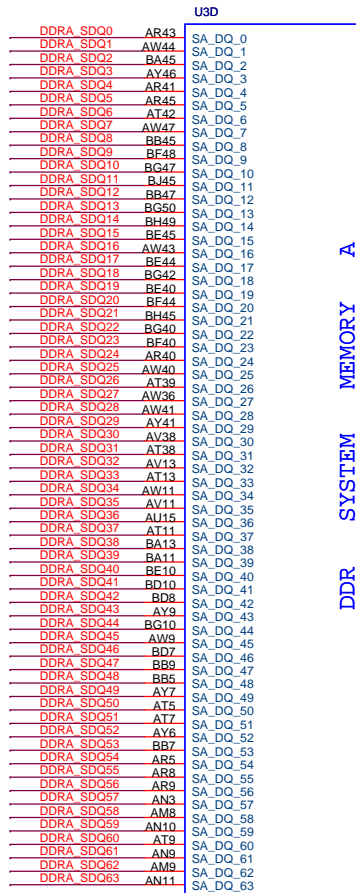 U3D
DDRA_SDQ0 AR43 SA_DQ_0
DDRA_SDQ1 AW44 SA_DQ_1
DDRA_SDQ2 BA45 SA_DQ_2
DDRA_SDQ3 AY46 SA_DQ_3
DDRA_SDQ4 AR41 SA_DQ_4
DDRA_SDQ5 AR45 SA_DQ_5
DDRA_SDQ6 AT42 SA_DQ_6
DDRA_SDQ7 AW47 SA_DQ_7
DDRA_SDQ8 BB45 SA_DQ_8
DDRA_SDQ9 BF48 SA_DQ_9
DDRA_SDQ10 BG47 SA_DQ_10
DDRA_SDQ11 BJ45 SA_DQ_11
DDRA_SDQ12 BB47 SA_DQ_12
DDRA_SDQ13 BG50 SA_DQ_13
DDRA_SDQ14 BH49 SA_DQ_14
DDRA_SDQ15 BE45 SA_DQ_15
DDRA_SDQ16 AW43 SA_DQ_16
DDRA_SDQ17 BE44 SA_DQ_17
DDRA_SDQ18 BG42 SA_DQ_18
DDRA_SDQ19 BE40 SA_DQ_19
DDRA_SDQ20 BF44 SA_DQ_20
DDRA_SDQ21 BH45 SA_DQ_21
DDRA_SDQ22 BG40 SA_DQ_22
DDRA_SDQ23 BF40 SA_DQ_23
DDRA_SDQ24 AR40 SA_DQ_24
DDRA_SDQ25 AW40 SA_DQ_25
DDRA_SDQ26 AT39 SA_DQ_26
DDRA_SDQ27 AW36 SA_DQ_27
DDRA_SDQ28 AW41 SA_DQ_28
DDRA_SDQ29 AY41 SA_DQ_29
DDRA_SDQ30 AV38 SA_DQ_30
DDRA_SDQ31 AT38 SA_DQ_31
DDRA_SDQ32 AV13 SA_DQ_32
DDRA_SDQ33 AT13 SA_DQ_33
DDRA_SDQ34 AW11 SA_DQ_34
DDRA_SDQ35 AV11 SA_DQ_35
DDRA_SDQ36 AU15 SA_DQ_36
DDRA_SDQ37 AT11 SA_DQ_37
DDRA_SDQ38 BA13 SA_DQ_38
DDRA_SDQ39 BA11 SA_DQ_39
DDRA_SDQ40 BE10 SA_DQ_40
DDRA_SDQ41 BD10 SA_DQ_41
DDRA_SDQ42 BD8 SA_DQ_42
DDRA_SDQ43 AY9 SA_DQ_43
DDRA_SDQ44 BG10 SA_DQ_44
DDRA_SDQ45 AW9 SA_DQ_45
DDRA_SDQ46 BD7 SA_DQ_46
DDRA_SDQ47 BB9 SA_DQ_47
DDRA_SDQ48 BB5 SA_DQ_48
DDRA_SDQ49 AY7 SA_DQ_49
DDRA_SDQ50 AT5 SA_DQ_50
DDRA_SDQ51 AT7 SA_DQ_51
DDRA_SDQ52 AY6 SA_DQ_52
DDRA_SDQ53 BB7 SA_DQ_53
DDRA_SDQ54 AR5 SA_DQ_54
DDRA_SDQ55 AR8 SA_DQ_55
DDRA_SDQ56 AR9 SA_DQ_56
DDRA_SDQ57 AN3 SA_DQ_57
DDRA_SDQ58 AM8 SA_DQ_58
DDRA_SDQ59 AN10 SA_DQ_59
DDRA_SDQ60 AT9 SA_DQ_60
DDRA_SDQ61 AN9 SA_DQ_61
DDRA_SDQ62 AM9 SA_DQ_62
DDRA_SDQ63 AN11 SA_DQ_63
DDR SYSTEM MEMORY A